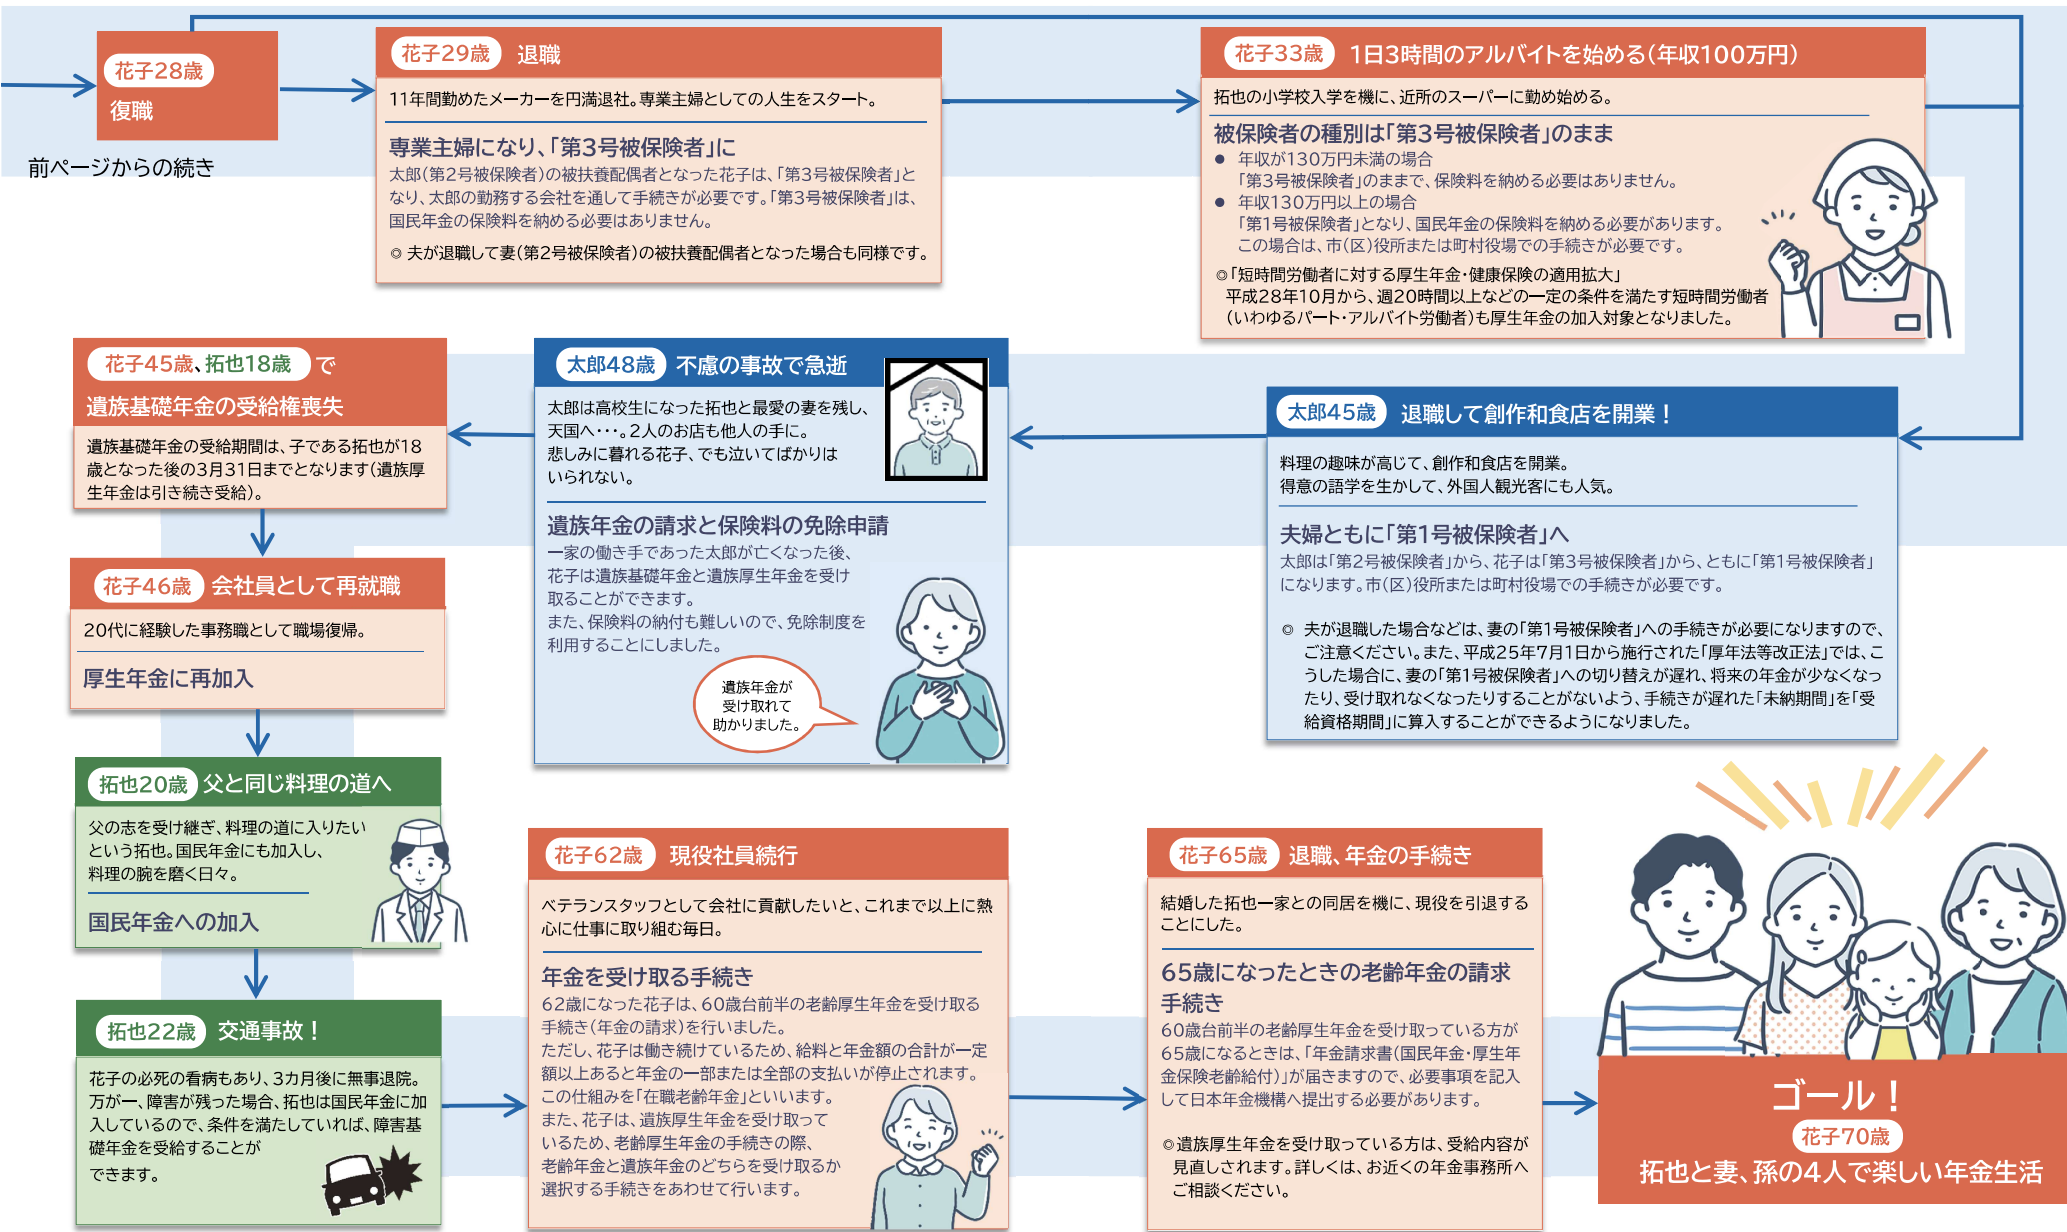 花子28歳
復職
前ページからの続き
花子29歳 退職
11年間勤めたメーカーを円満退社。専業主婦としての人生をスタート。
専業主婦になり、「第3号被保険者」に
太郎(第2号被保険者)の被扶養配偶者となった花子は、「第3号被保険者」と
なり、太郎の勤務する会社を通して手続きが必要です。「第3号被保険者」は、
国民年金の保険料を納める必要はありません。
◎ 夫が退職して妻(第2号被保険者)の被扶養配偶者となった場合も同様です。
花子33歳 1日3時間のアルバイトを始める(年収100万円)
拓也の小学校入学を機に、近所のスーパーに勤め始める。
被保険者の種別は「第3号被保険者」のまま
● 年収が130万円未満の場合
「第3号被保険者」のままで、保険料を納める必要はありません。
● 年収130万円以上の場合
「第1号被保険者」となり、国民年金の保険料を納める必要があります。
この場合は、市(区)役所または町村役場での手続きが必要です。
◎「短時間労働者に対する厚生年金・健康保険の適用拡大」
平成28年10月から、週20時間以上などの一定の条件を満たす短時間労働者
(いわゆるパート・アルバイト労働者)も厚生年金の加入対象となりました。
太郎45歳 退職して創作和食店を開業!
料理の趣味が高じて、創作和食店を開業。
得意の語学を生かして、外国人観光客にも人気。
夫婦ともに「第1号被保険者」へ
太郎は「第2号被保険者」から、花子は「第3号被保険者」から、ともに「第1号被保険者」
になります。市(区)役所または町村役場での手続きが必要です。
◎ 夫が退職した場合などは、妻の「第1号被保険者」への手続きが必要になりますので、
ご注意ください。また、平成25年7月1日から施行された「厚年法等改正法」では、こ
うした場合に、妻の「第1号被保険者」への切り替えが遅れ、将来の年金が少なくなっ
たり、受け取れなくなったりすることがないよう、手続きが遅れた「未納期間」を「受
給資格期間」に算入することができるようになりました。
太郎48歳 不慮の事故で急逝
太郎は高校生になった拓也と最愛の妻を残し、
天国へ・・・。2人のお店も他人の手に。
悲しみに暮れる花子、でも泣いてばかりは
いられない。
遺族年金の請求と保険料の免除申請
一家の働き手であった太郎が亡くなった後、
花子は遺族基礎年金と遺族厚生年金を受け
取ることができます。
また、保険料の納付も難しいので、免除制度を
利用することにしました。
遺族年金が
受け取れて
助かりました。
花子45歳、拓也18歳 で
遺族基礎年金の受給権喪失
遺族基礎年金の受給期間は、子である拓也が18
歳となった後の3月31日までとなります(遺族厚
生年金は引き続き受給)。
花子46歳 会社員として再就職
20代に経験した事務職として職場復帰。
厚生年金に再加入
拓也20歳 父と同じ料理の道へ
父の志を受け継ぎ、料理の道に入りたい
という拓也。国民年金にも加入し、
料理の腕を磨く日々。
国民年金への加入
拓也22歳 交通事故!
花子の必死の看病もあり、3カ月後に無事退院。
万が一、障害が残った場合、拓也は国民年金に加
入しているので、条件を満たしていれば、障害基
礎年金を受給することが
できます。
花子62歳 現役社員続行
ベテランスタッフとして会社に貢献したいと、これまで以上に熱
心に仕事に取り組む毎日。
年金を受け取る手続き
62歳になった花子は、60歳台前半の老齢厚生年金を受け取る
手続き(年金の請求)を行いました。
ただし、花子は働き続けているため、給料と年金額の合計が一定
額以上あると年金の一部または全部の支払いが停止されます。
この仕組みを「在職老齢年金」といいます。
また、花子は、遺族厚生年金を受け取って
いるため、老齢厚生年金の手続きの際、
老齢年金と遺族年金のどちらを受け取るか
選択する手続きをあわせて行います。
花子65歳 退職、年金の手続き
結婚した拓也一家との同居を機に、現役を引退する
ことにした。
65歳になったときの老齢年金の請求
手続き
60歳台前半の老齢厚生年金を受け取っている方が
65歳になるときは、「年金請求書(国民年金・厚生年
金保険老齢給付)」が届きますので、必要事項を記入
して日本年金機構へ提出する必要があります。
◎遺族厚生年金を受け取っている方は、受給内容が
見直しされます。詳しくは、お近くの年金事務所へ
ご相談ください。
ゴール!
花子70歳
拓也と妻、孫の4人で楽しい年金生活